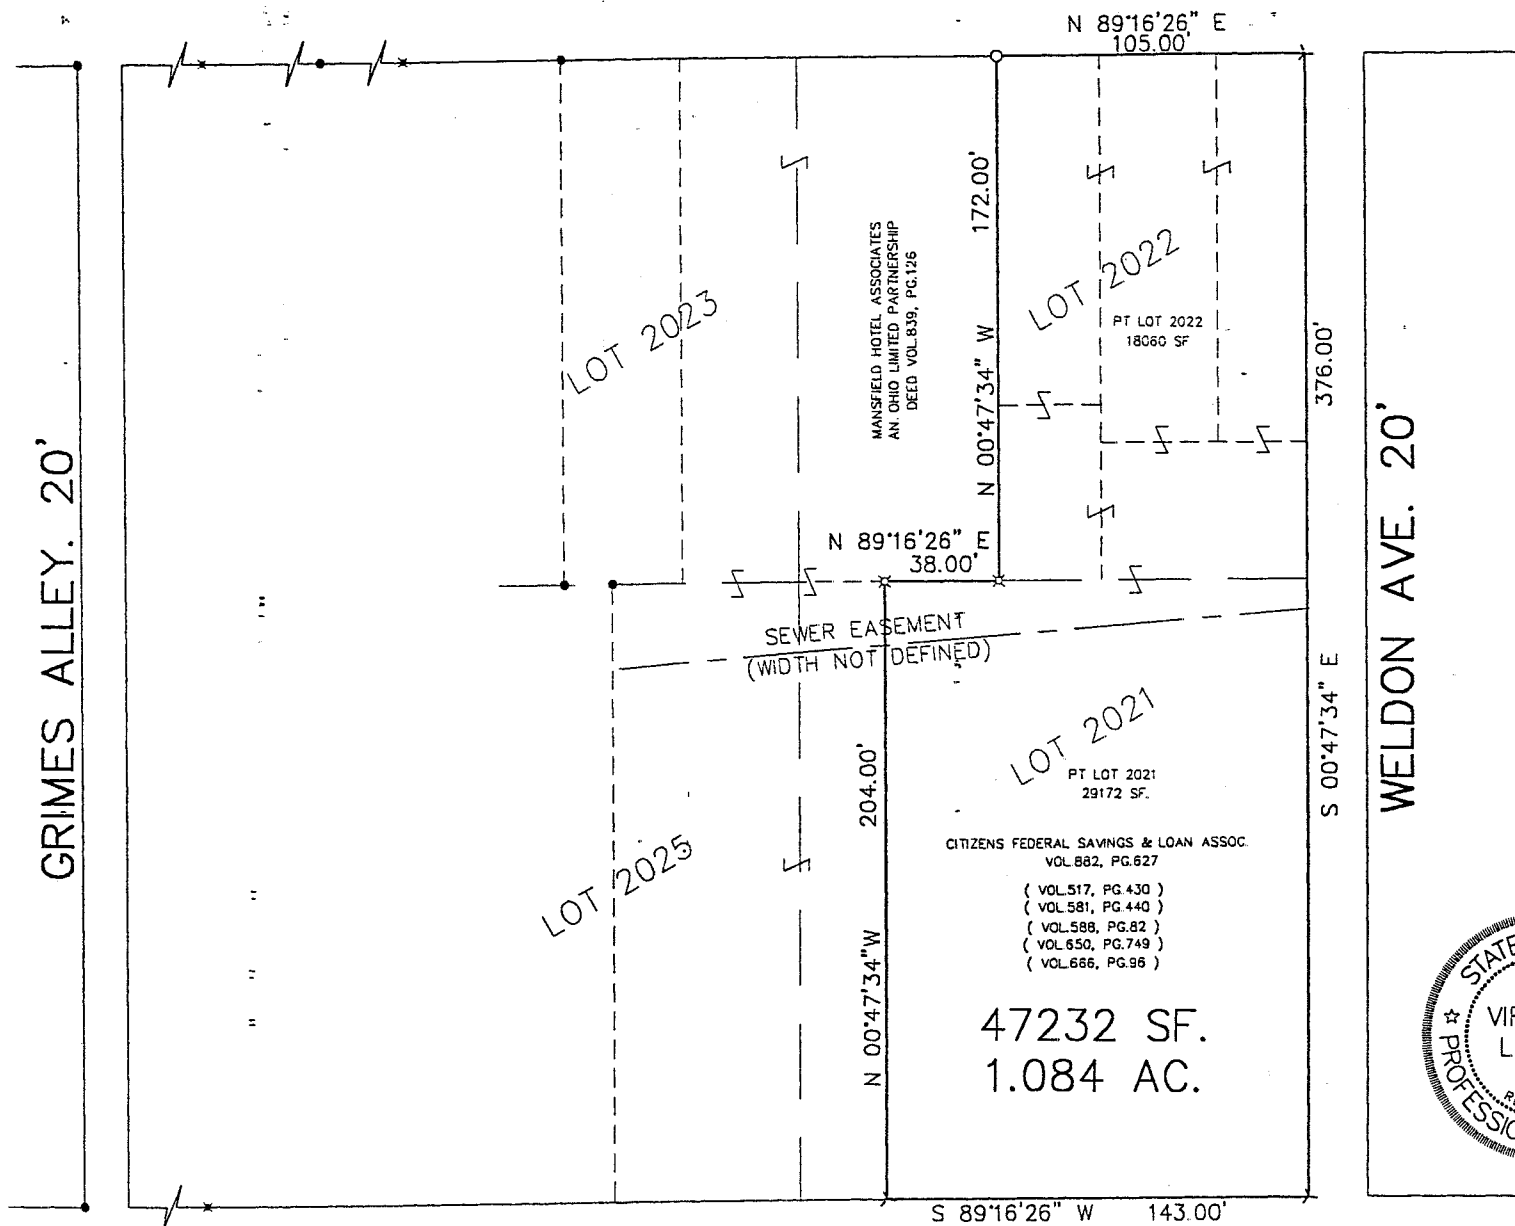 N 89°16'26" E
105.00'
172.00'
N 00°47'34" W
MANSFIELD HOTEL ASSOCIATES
AN. OHIO LIMITED PARTNERSHIP
DEED VOL.839, PG.126
LOT 2022
PT LOT 2022
18060 SF
LOT 2023
376.00'
S 00°47'34" E
GRIMES ALLEY. 20'
WELDON AVE. 20'
N 89°16'26" E
38.00'
SEWER EASEMENT
(WIDTH NOT DEFINED)
LOT 2021
PT LOT 2021
29172 SF.
204.00'
N 00°47'34"W
LOT 2025
CITIZENS FEDERAL SAVINGS & LOAN ASSOC.
VOL.882, PG.627
( VOL.517, PG.430 )
( VOL.581, PG.440 )
( VOL.588, PG.82 )
( VOL.650, PG.749 )
( VOL.666, PG.96 )
47232 SF.
1.084 AC.
S 89°16'26" W 143.00'
STATE